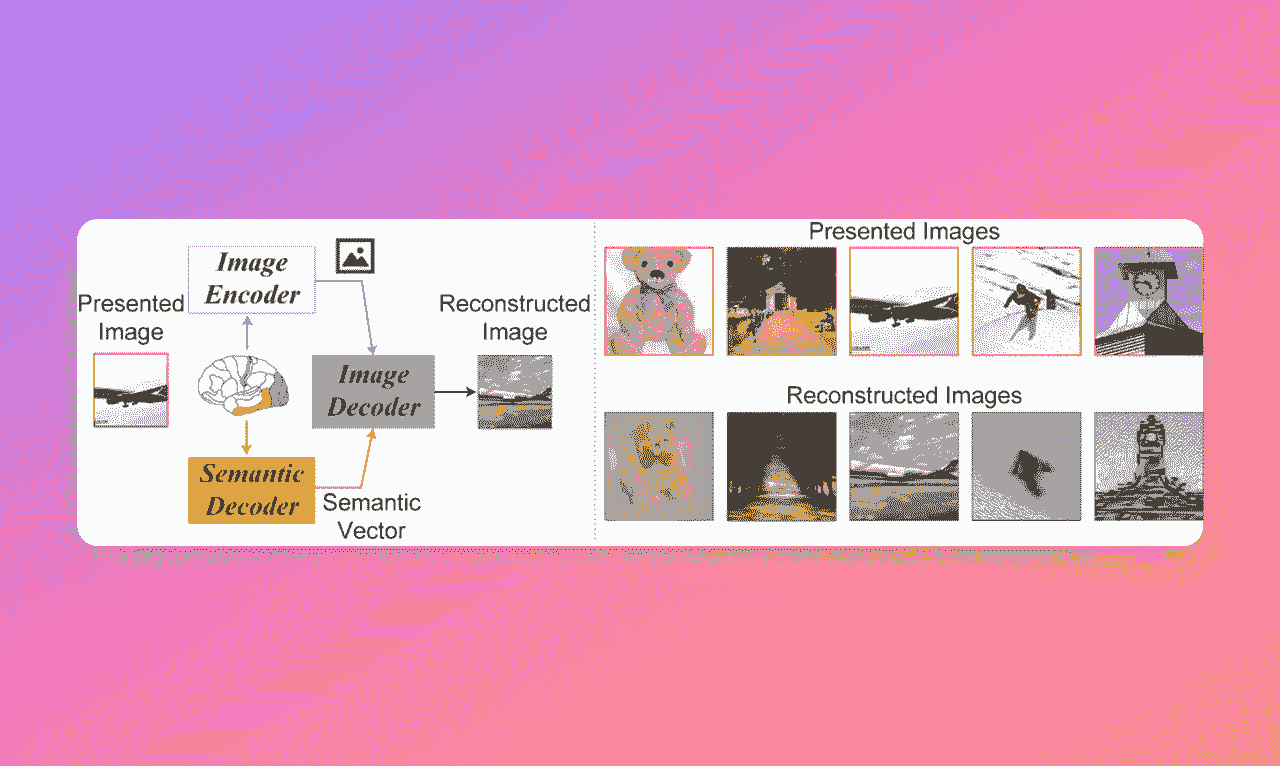 Presented
Image
Image
Encoder
Semantic
Decoder
Semantic
Vector
Image
Decoder
Reconstructed
Image
Presented Images
Reconstructed Images